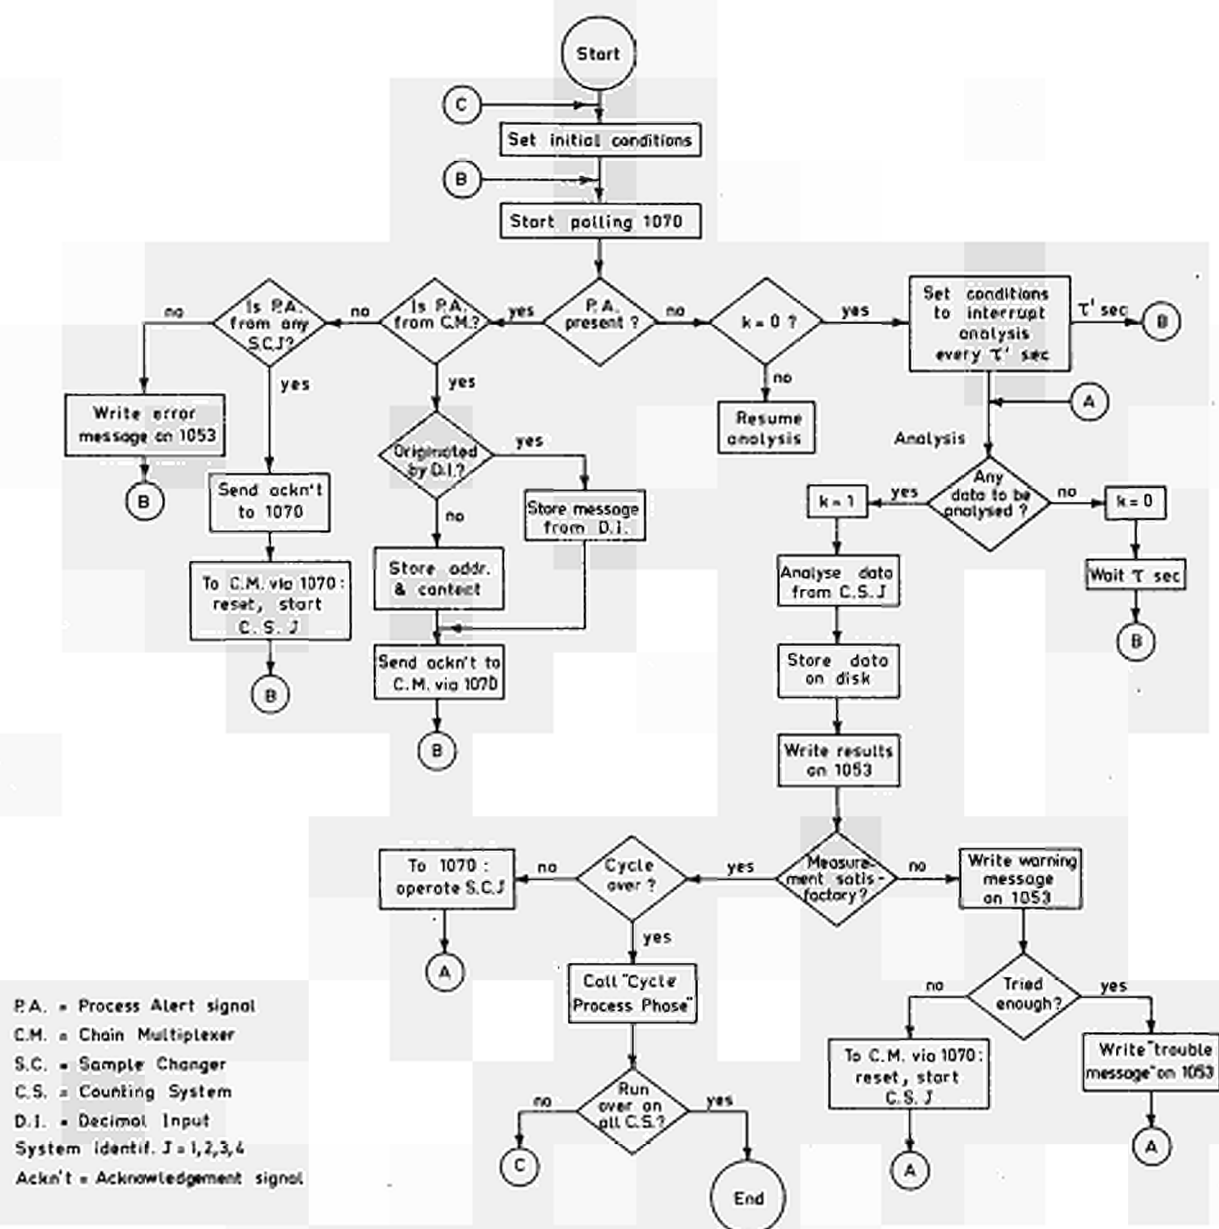 Start
C
Set initial conditions
B
Start polling 1070
Is P.A.
from any
S.C.J?
no
yes
Is P.A.
from C.M.?
no
yes
P.A.
present?
yes
no
k = 0 ?
yes
no
Set conditions
to interrupt
analysis
every τ' sec
τ' sec
B
A
Write error
message on 1053
B
Resume
analysis
Analysis
Originated
by D.I.?
yes
no
Send ackn't
to 1070
Store message
from D.I.
Any
data to be
analysed ?
yes
no
k = 1
k = 0
Store addr.
& content
To C.M. via 1070 :
reset, start
C. S. J
Analyse data
from C.S.J
Wait τ sec
B
Send ackn't to
C.M. via 1070
Store data
on disk
B
B
Write results
on 1053
To 1070 :
operate S.C.J
no
Cycle
over ?
yes
Measure-
ment satis-
factory?
no
Write warning
message
on 1053
yes
A
Call "Cycle
Process Phase"
Tried
enough?
no
yes
To C.M. via 1070:
reset, start
C.S. J
Write "trouble
message" on 1053
Run
over on
all C.S.?
no
yes
C
End
A
A
P.A. = Process Alert signal
C.M. = Chain Multiplexer
S.C. = Sample Changer
C.S. = Counting System
D.I. = Decimal Input
System identif. J = 1,2,3,4
Ackn't = Acknowledgement signal